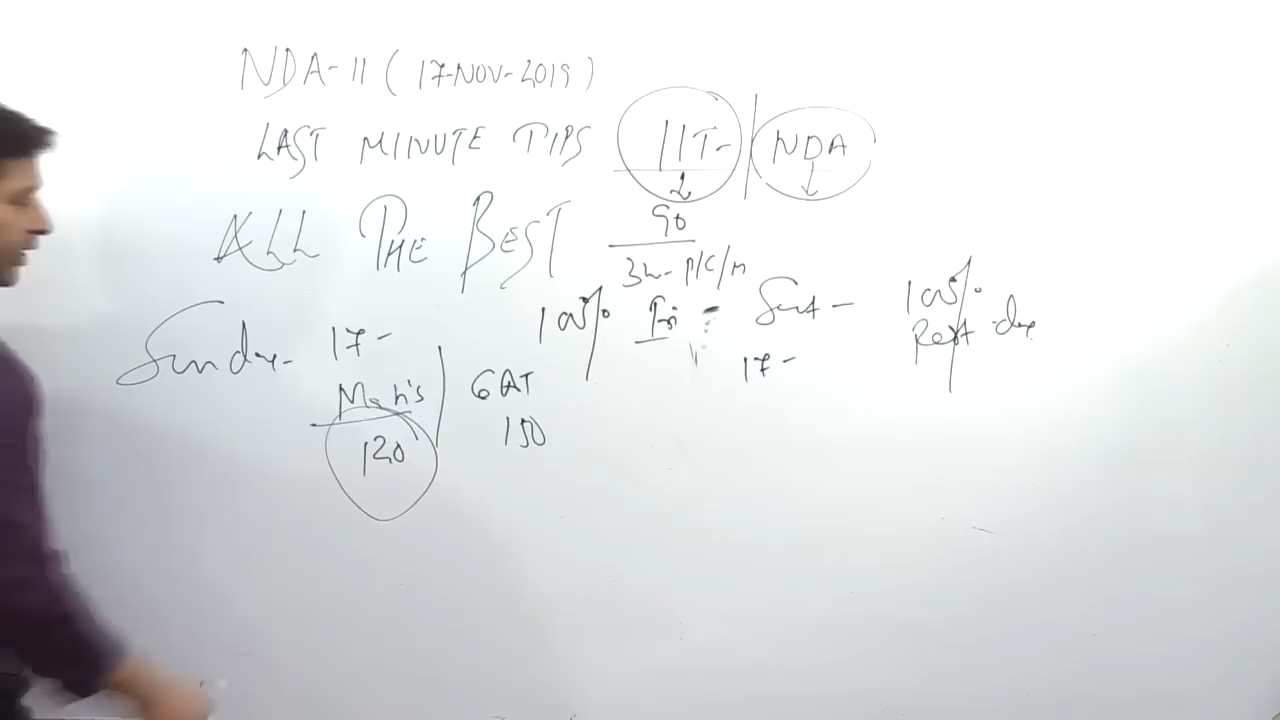 NDA-II (17-NOV-2019)
LAST MINUTE TIPS IIT- | NDA
ALL THE BEST 90
3h- P/C/M
Sunday- 17- 100% Fri - Sat - 100%
Rest day
17-
Math's | GAT
120 150